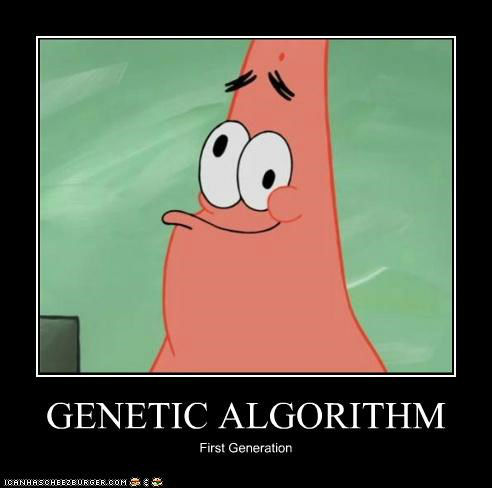 GENETIC ALGORITHM
First Generation
ICANHASCHEEZBURGER.COM